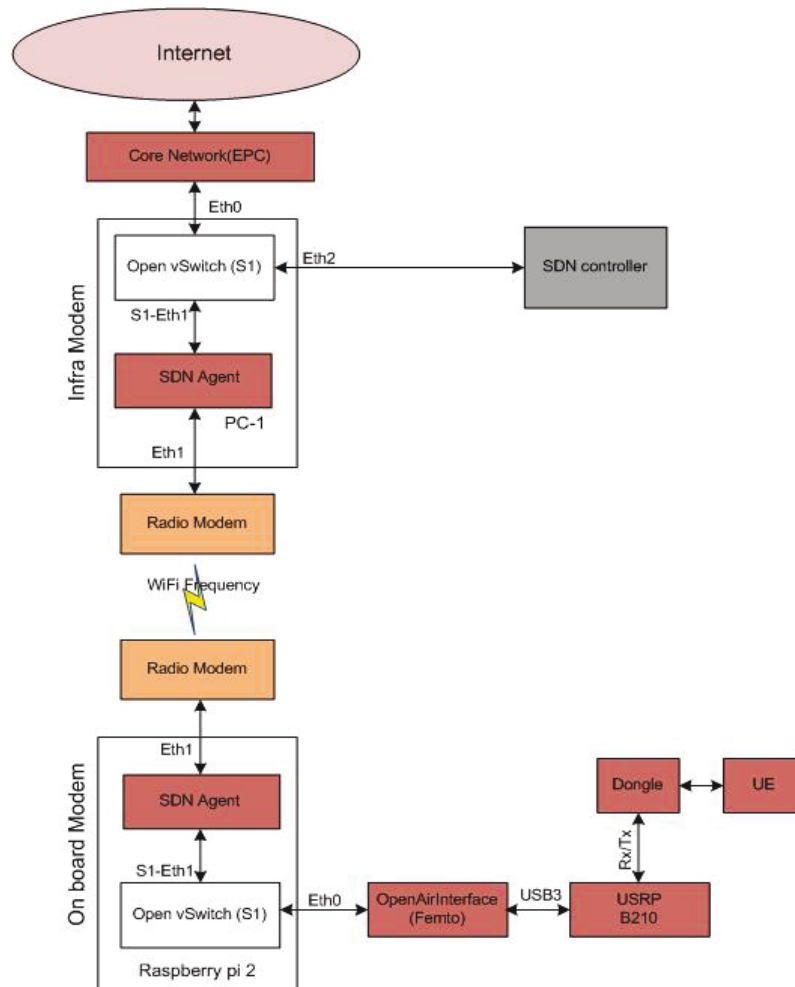 Internet
Core Network(EPC)
Eth0
Open vSwitch (S1)
Eth2
SDN controller
S1-Eth1
Infra Modem
SDN Agent
PC-1
Eth1
Radio Modem
WiFi Frequency
Radio Modem
Eth1
On board Modem
SDN Agent
Dongle
UE
Rx/Tx
S1-Eth1
Open vSwitch (S1)
Eth0
OpenAirInterface
(Femto)
USB3
USRP
B210
Raspberry pi 2